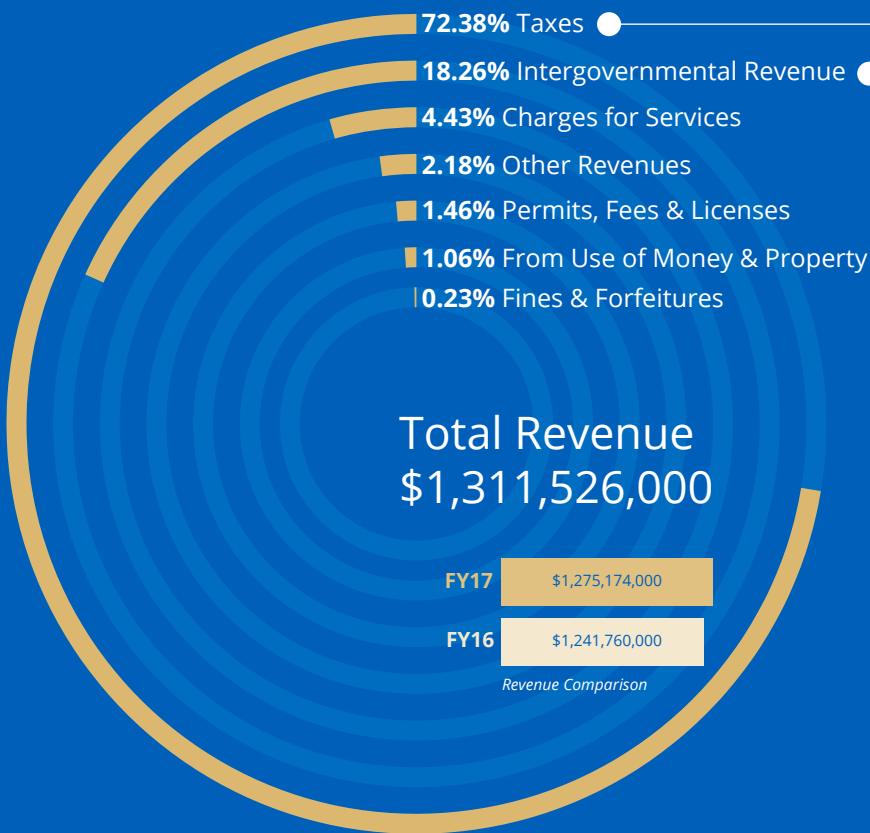 72.38% Taxes
18.26% Intergovernmental Revenue
4.43% Charges for Services
2.18% Other Revenues
1.46% Permits, Fees & Licenses
1.06% From Use of Money & Property
0.23% Fines & Forfeitures
Total Revenue
$1,311,526,000
FY17 $1,275,174,000
FY16 $1,241,760,000
Revenue Comparison